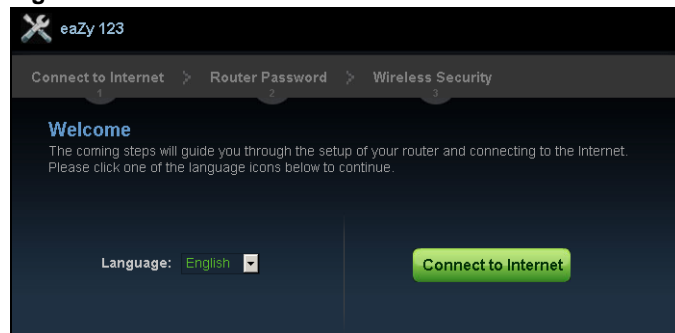 eaZy 123
Connect to Internet > Router Password > Wireless Security
1 2 3
Welcome
The coming steps will guide you through the setup of your router and connecting to the Internet.
Please click one of the language icons below to continue.
Language: English
Connect to Internet